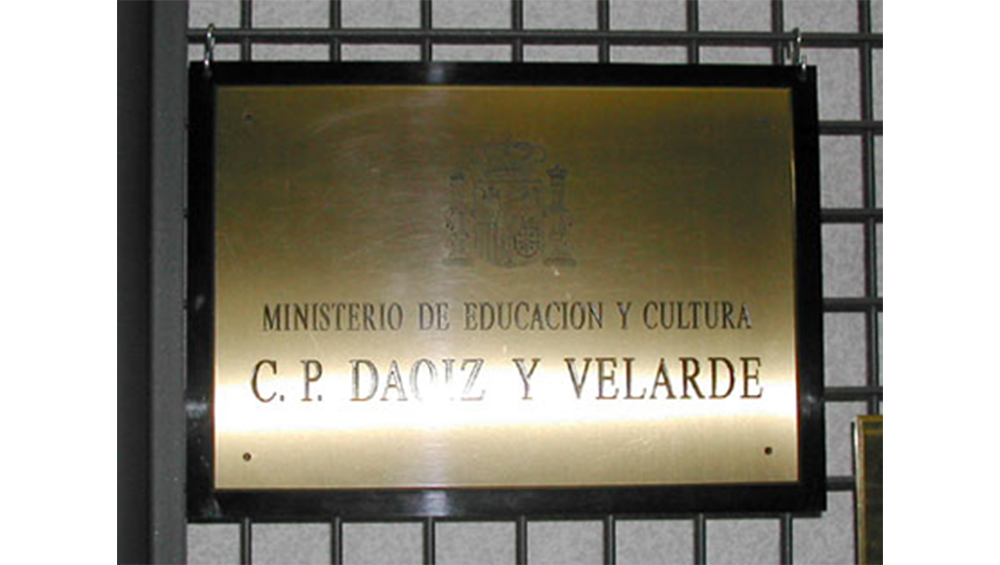 MINISTERIO DE EDUCACION Y CULTURA
C. P. DAOIZ Y VELARDE